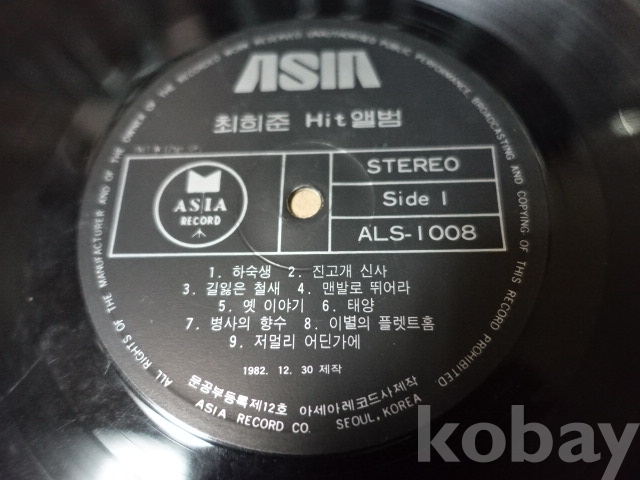 ALL RIGHTS OF THE MANUFACTURER AND OF THE OWNER OF THE RECORDED WORK RESERVED UNAUTHORIZED PUBLIC PERFORMANCE, BROADCASTING AND COPYING OF THIS RECORD PROHIBITED
ASIA
최희준 Hit앨범
ASIA
RECORD
STEREO
Side 1
ALS-1008
1. 하숙생 2. 진고개 신사
3. 길잃은 철새 4. 맨발로 뛰어라
5. 옛 이야기 6. 태양
7. 병사의 향수 8. 이별의 플렛트홈
9. 저멀리 어딘가에
1982. 12. 30 제작
문공부등록제12호 아세아레코드사제작
ASIA RECORD CO. SEOUL, KOREA
kobay